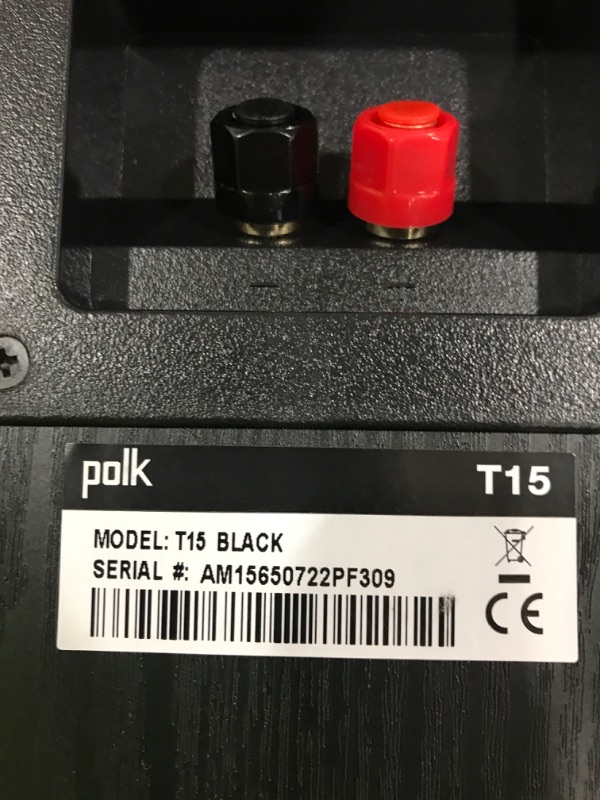 polk
T15
MODEL: T15 BLACK
SERIAL #: AM15650722PF309
CE